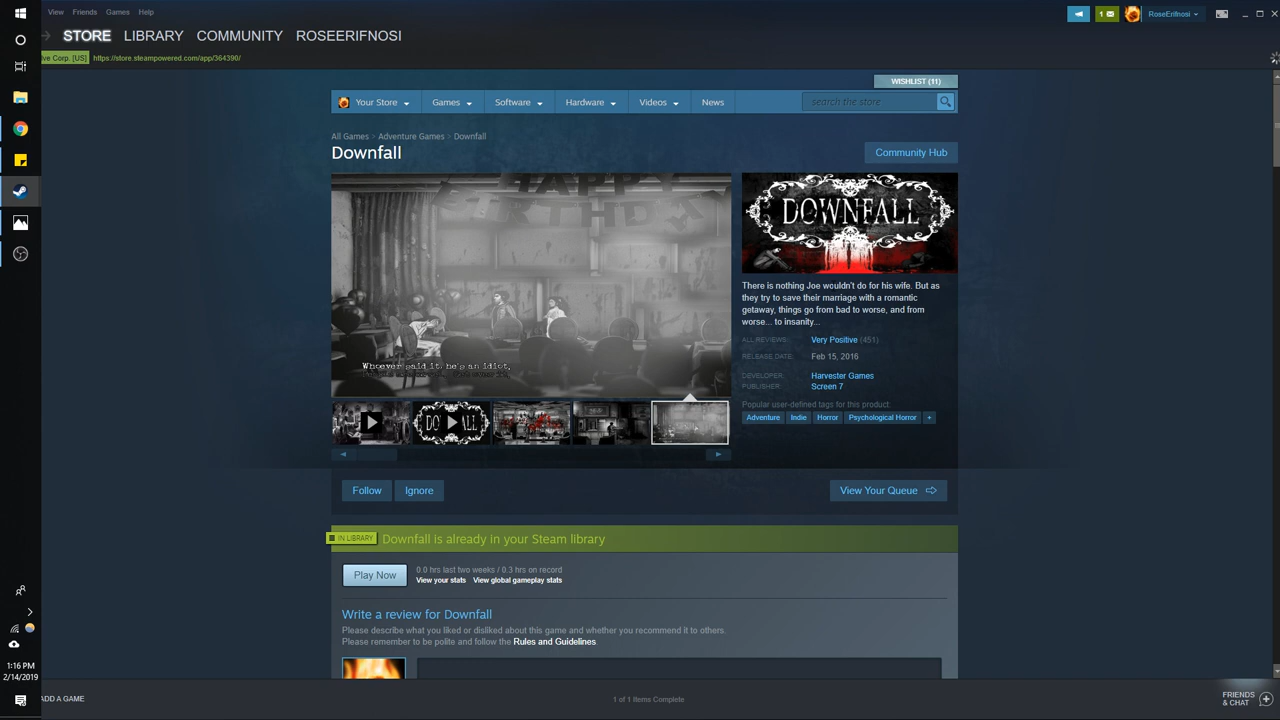 View Friends Games Help
1
RoseErifnosi
STORE LIBRARY COMMUNITY ROSEERIFNOSI
ve Corp. [US] https://store.steampowered.com/app/364390/
WISHLIST (11)
Your Store Games Software Hardware Videos News
search the store
All Games > Adventure Games > Downfall
Downfall
Community Hub
HAPPY
BIRTHDAY
Whoever said it, he's an idiot,
DOWNFALL
There is nothing Joe wouldn't do for his wife. But as
they try to save their marriage with a romantic
getaway, things go from bad to worse, and from
worse... to insanity...
ALL REVIEWS: Very Positive (451)
RELEASE DATE: Feb 15, 2016
DEVELOPER: Harvester Games
PUBLISHER: Screen 7
Popular user-defined tags for this product:
Adventure Indie Horror Psychological Horror +
Follow Ignore
View Your Queue
IN LIBRARY Downfall is already in your Steam library
Play Now
0.0 hrs last two weeks / 0.3 hrs on record
View your stats View global gameplay stats
Write a review for Downfall
Please describe what you liked or disliked about this game and whether you recommend it to others.
Please remember to be polite and follow the Rules and Guidelines.
1:16 PM
2/14/2019
ADD A GAME
1 of 1 Items Complete
FRIENDS
& CHAT